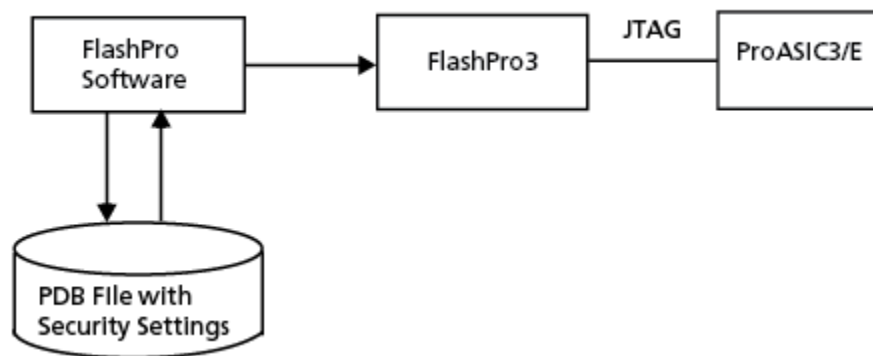 FlashPro
Software
FlashPro3
JTAG
ProASIC3/E
PDB File with
Security Settings